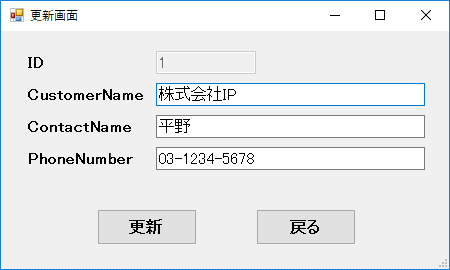 更新画面
ID 1
CustomerName 株式会社IP
ContactName 平野
PhoneNumber 03-1234-5678
更新 戻る